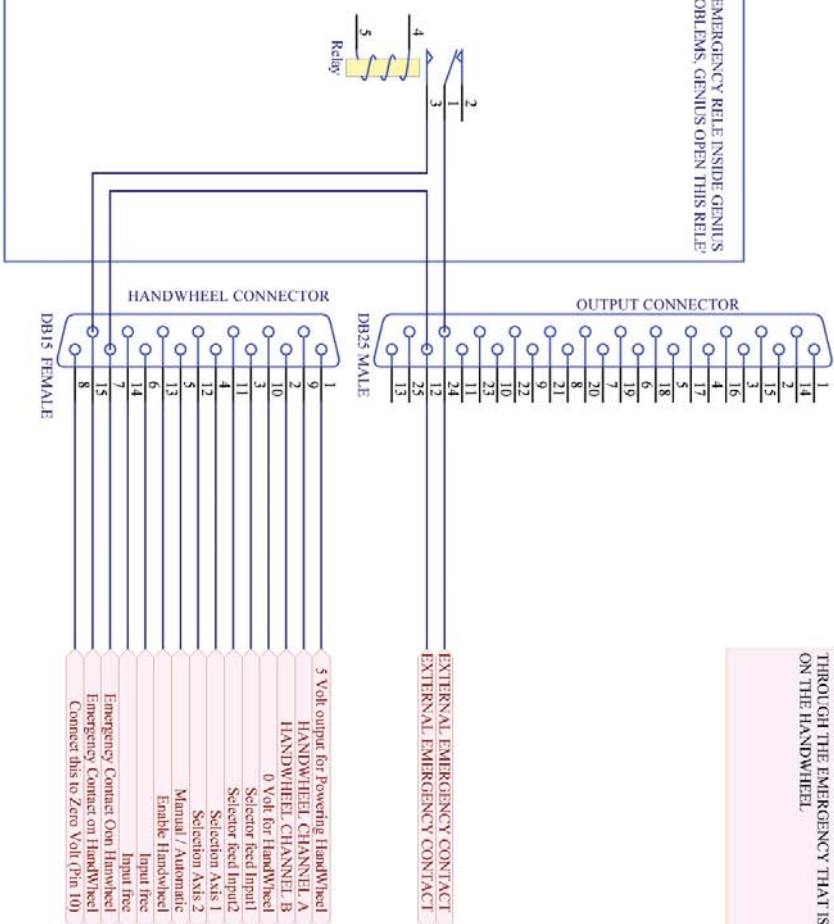 EMERGENCY RELE INSIDE GENIUS
OBLEMS, GENIUS OPEN THIS RELE'
2
1
3
4
5
Relay
OUTPUT CONNECTOR
1
14
2
15
3
16
4
17
5
18
6
19
7
20
8
21
9
22
10
23
11
24
12
25
13
DB25 MALE
HANDWHEEL CONNECTOR
1
9
2
10
3
11
4
12
5
13
6
14
7
15
8
DB15 FEMALE
THROUGH THE EMERGENCY THAT IS
ON THE HANDWHEEL
EXTERNAL EMERGENCY CONTACT
EXTERNAL EMERGENCY CONTACT
5 Volt output for Powering HandWheel
HANDWHEEL CHANNEL A
HANDWHEEL CHANNEL B
0 Volt for HandWheel
Selector feed Input1
Selector feed Input2
Selection Axis 1
Selection Axis 2
Manual / Automatic
Enable Handwheel
Input free
Input free
Emergency Contact Oon Hanwheel
Emergency Contact on HandWheel
Connect this to Zero Volt (Pin 10)